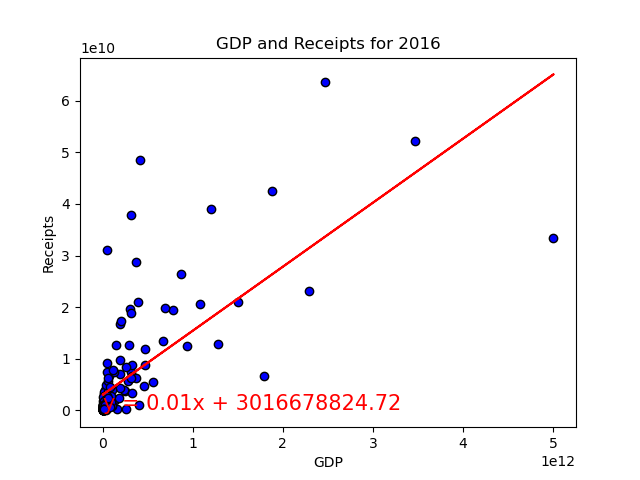 GDP and Receipts for 2016
1e10
6
5
4
3
2
1
0
Receipts
y = 0.01x + 3016678824.72
0 1 2 3 4 5
1e12
GDP